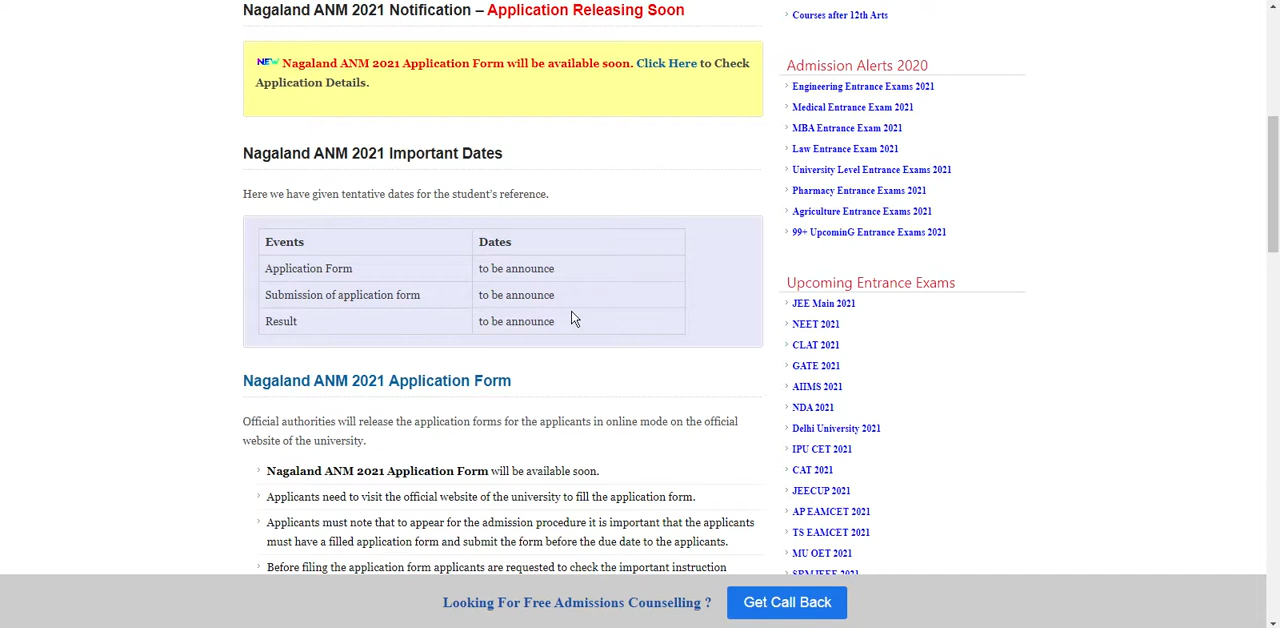 Nagaland ANM 2021 Notification – Application Releasing Soon
NEW Nagaland ANM 2021 Application Form will be available soon. Click Here to Check
Application Details.
Nagaland ANM 2021 Important Dates
Here we have given tentative dates for the student's reference.
Events Dates
Application Form to be announce
Submission of application form to be announce
Result to be announce
Nagaland ANM 2021 Application Form
Official authorities will release the application forms for the applicants in online mode on the official
website of the university.
Nagaland ANM 2021 Application Form will be available soon.
Applicants need to visit the official website of the university to fill the application form.
Applicants must note that to appear for the admission procedure it is important that the applicants
must have a filled application form and submit the form before the due date to the applicants.
Before filing the application form applicants are requested to check the important instruction
Courses after 12th Arts
Admission Alerts 2020
Engineering Entrance Exams 2021
Medical Entrance Exam 2021
MBA Entrance Exam 2021
Law Entrance Exam 2021
University Level Entrance Exams 2021
Pharmacy Entrance Exams 2021
Agriculture Entrance Exams 2021
99+ UpcominG Entrance Exams 2021
Upcoming Entrance Exams
JEE Main 2021
NEET 2021
CLAT 2021
GATE 2021
AIIMS 2021
NDA 2021
Delhi University 2021
IPU CET 2021
CAT 2021
JEECUP 2021
AP EAMCET 2021
TS EAMCET 2021
MU OET 2021
SRMJEEE 2021
Looking For Free Admissions Counselling ? Get Call Back